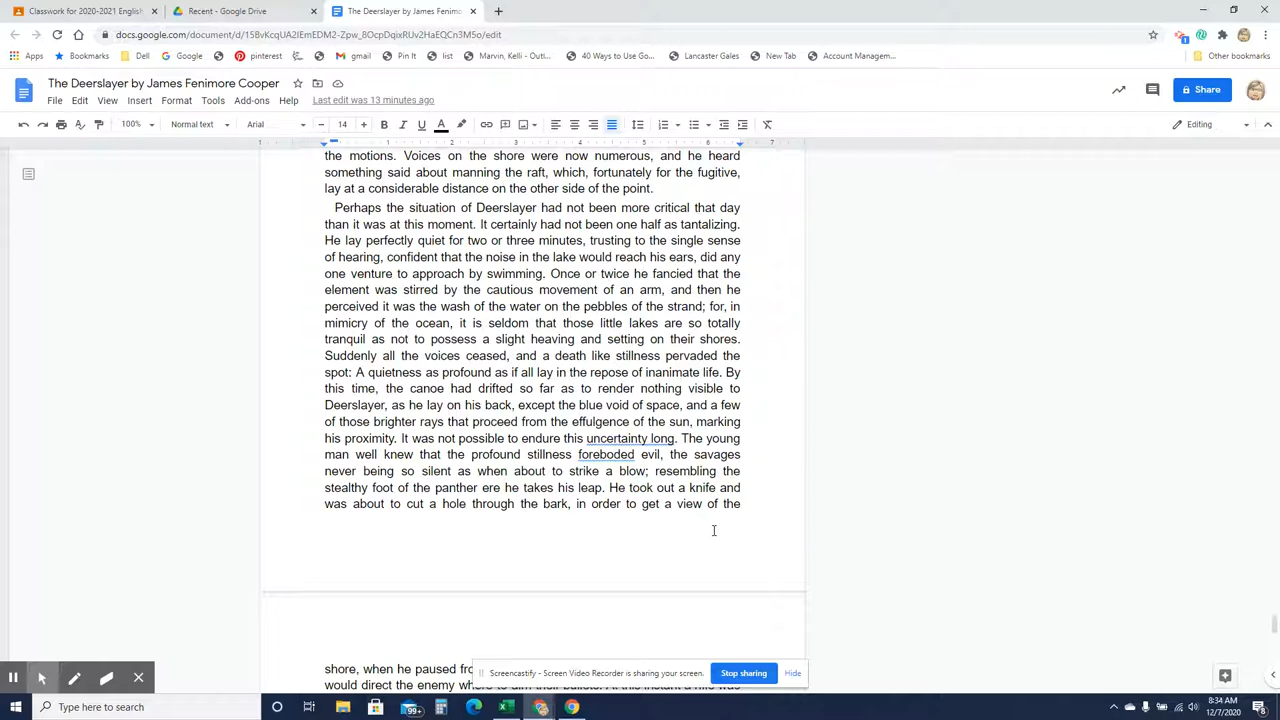 Classwork for 2020-2021 English
Recent - Google Drive
The Deerslayer by James Fenimo
docs.google.com/document/d/
Apps
Bookmarks
Dell
Google
pinterest
gmail
Pin It
list
Marvin, Kelli - Outl...
40 Ways to Use Go...
Lancaster Gales
New Tab
Account Managem...
Other bookmarks
The Deerslayer by James Fenimore Cooper
File Edit View Insert Format Tools Add-ons Help Last edit was 13 minutes ago
Share
100% Normal text Arial 14 Editing
1 1 2 3 4 5 6 7
the motions. Voices on the shore were now numerous, and he heard
something said about manning the raft, which, fortunately for the fugitive,
lay at a considerable distance on the other side of the point.
Perhaps the situation of Deerslayer had not been more critical that day
than it was at this moment. It certainly had not been one half as tantalizing.
He lay perfectly quiet for two or three minutes, trusting to the single sense
of hearing, confident that the noise in the lake would reach his ears, did any
one venture to approach by swimming. Once or twice he fancied that the
element was stirred by the cautious movement of an arm, and then he
perceived it was the wash of the water on the pebbles of the strand; for, in
mimicry of the ocean, it is seldom that those little lakes are so totally
tranquil as not to possess a slight heaving and setting on their shores.
Suddenly all the voices ceased, and a death like stillness pervaded the
spot: A quietness as profound as if all lay in the repose of inanimate life. By
this time, the canoe had drifted so far as to render nothing visible to
Deerslayer, as he lay on his back, except the blue void of space, and a few
of those brighter rays that proceed from the effulgence of the sun, marking
his proximity. It was not possible to endure this uncertainty long. The young
man well knew that the profound stillness foreboded evil, the savages
never being so silent as when about to strike a blow; resembling the
stealthy foot of the panther ere he takes his leap. He took out a knife and
was about to cut a hole through the bark, in order to get a view of the
shore, when he paused fro
would direct the enemy
Screencastify - Screen Video Recorder is sharing your screen. Stop sharing Hide
Type here to search
99+
8:34 AM
12/7/2020
8